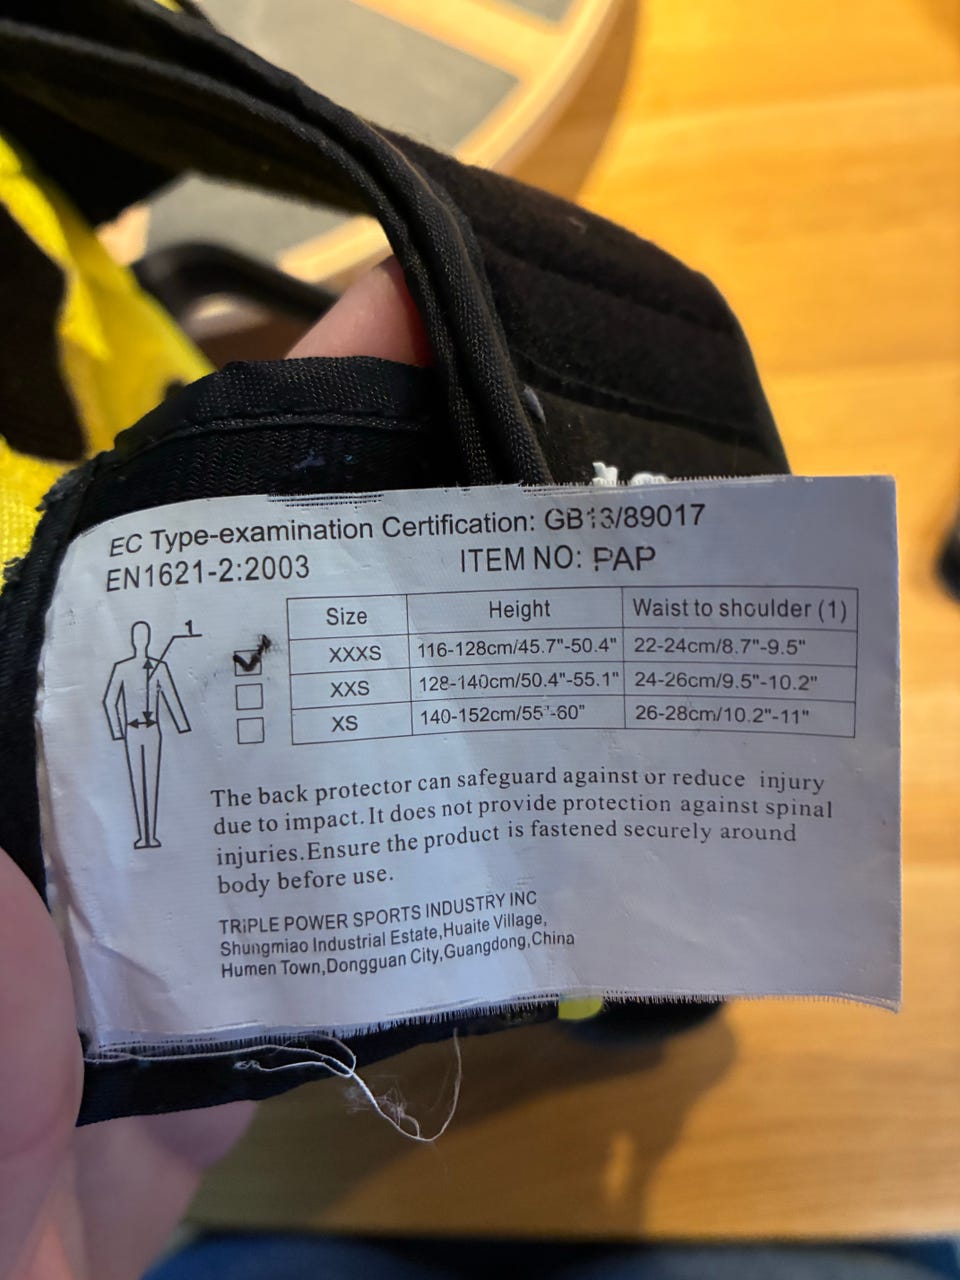 EC Type-examination Certification: GB13/89017
EN1621-2:2003 ITEM NO: PAP
1
Size Height Waist to shoulder (1)
XXXS 116-128cm/45.7"-50.4" 22-24cm/8.7"-9.5"
XXS 128-140cm/50.4"-55.1" 24-26cm/9.5"-10.2"
XS 140-152cm/55"-60" 26-28cm/10.2"-11"
The back protector can safeguard against or reduce injury
due to impact. It does not provide protection against spinal
injuries.Ensure the product is fastened securely around
body before use.
TRiPLE POWER SPORTS INDUSTRY INC
Shungmiao Industrial Estate,Huaite Village,
Humen Town,Dongguan City,Guangdong,China